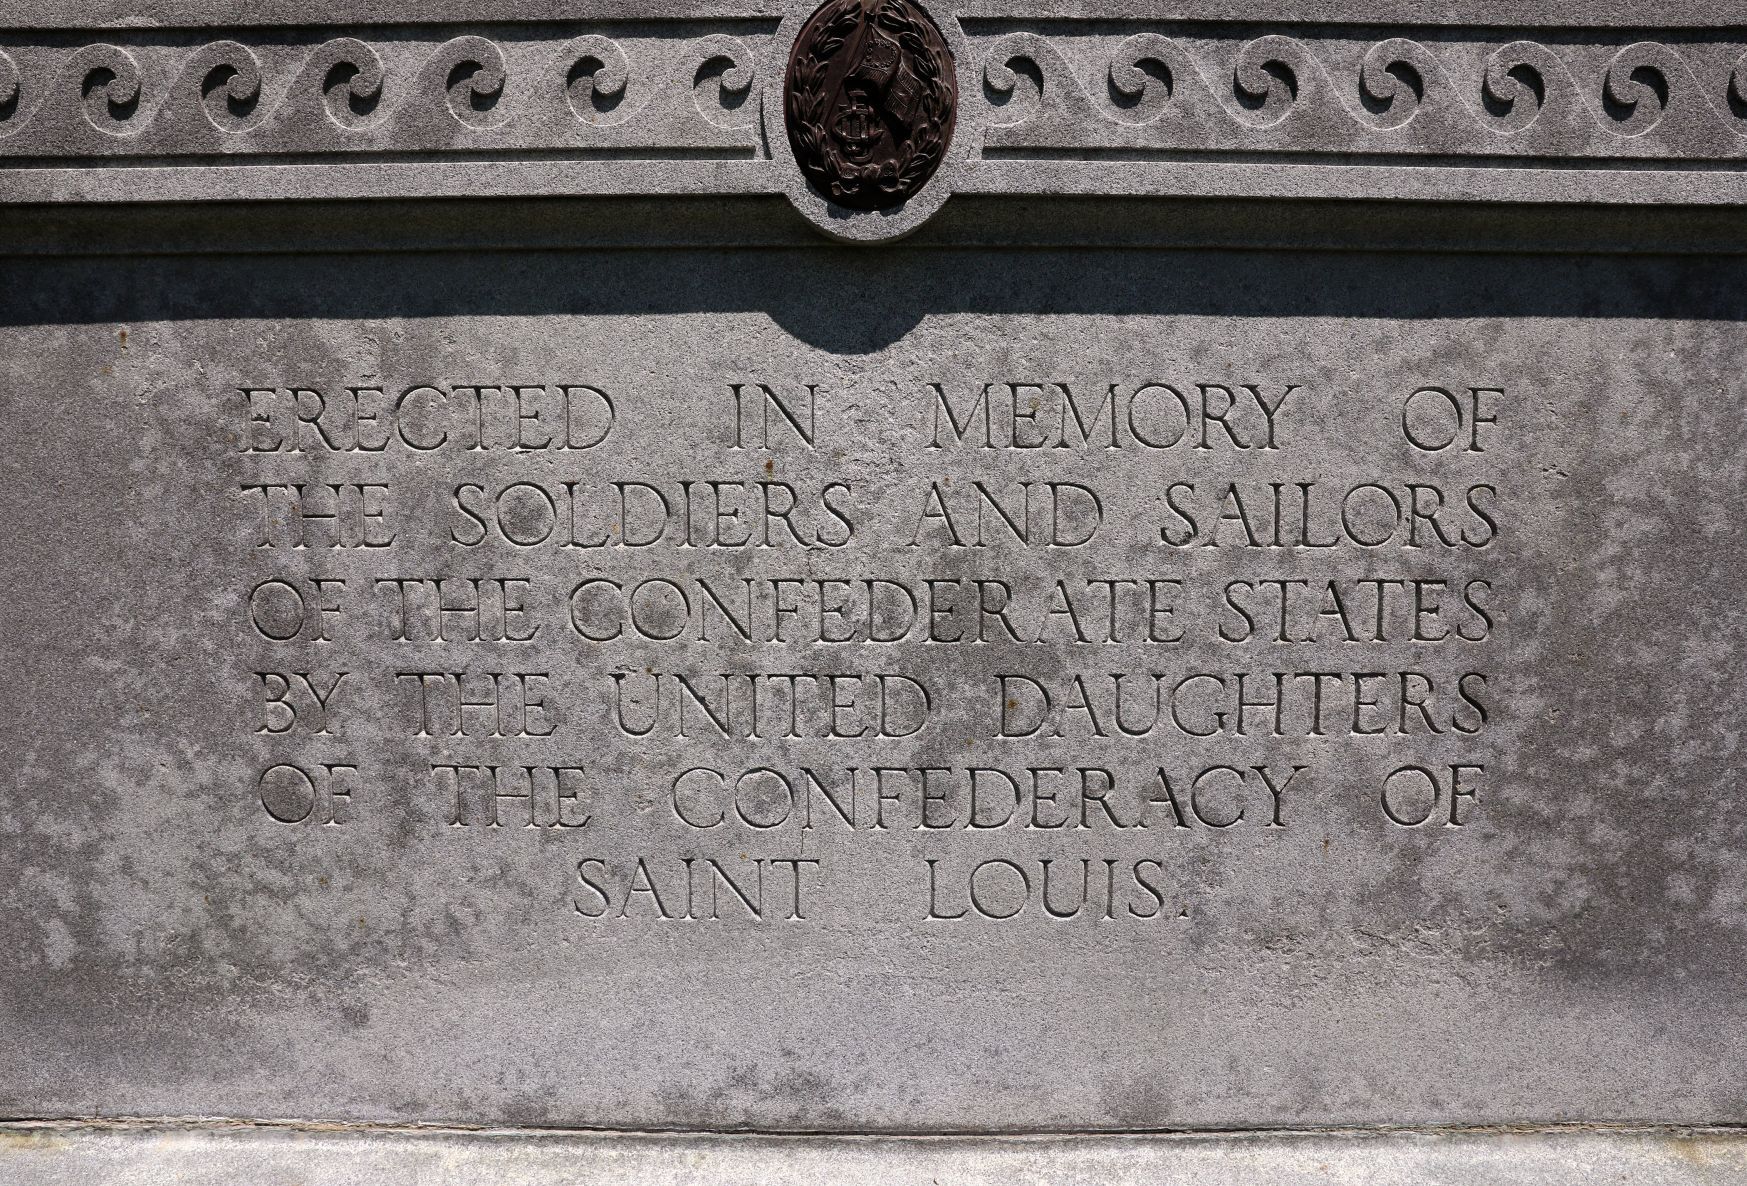 ERECTED IN MEMORY OF
THE SOLDIERS AND SAILORS
OF THE CONFEDERATE STATES
BY THE UNITED DAUGHTERS
OF THE CONFEDERACY OF
SAINT LOUIS.